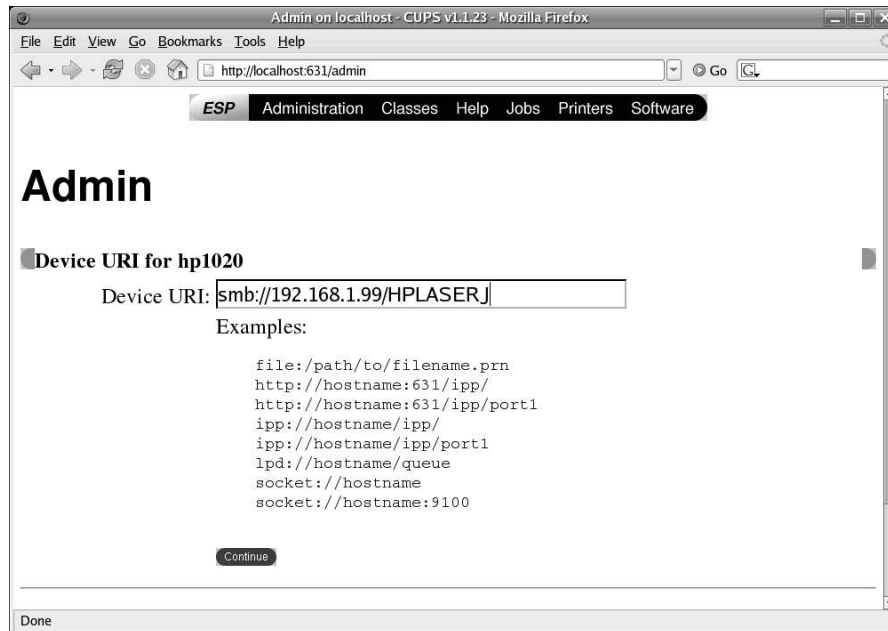 Admin on localhost - CUPS v1.1.23 - Mozilla Firefox
File Edit View Go Bookmarks Tools Help
http://localhost:631/admin Go G
ESP Administration Classes Help Jobs Printers Software
Admin
Device URI for hp1020
Device URI: smb://192.168.1.99/HPLASERJ
Examples:
file:/path/to/filename.prn
http://hostname:631/ipp/
http://hostname:631/ipp/port1
ipp://hostname/ipp/
ipp://hostname/ipp/port1
lpd://hostname/queue
socket://hostname
socket://hostname:9100
Continue
Done